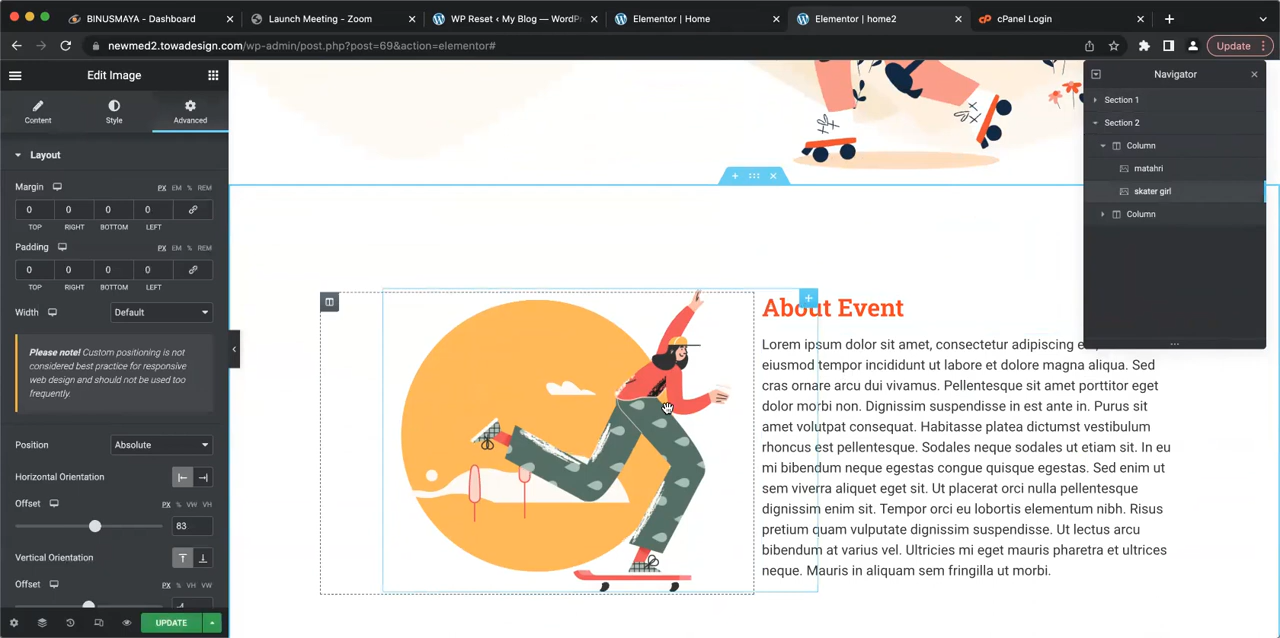 BINUSMAYA - Dashboard
Launch Meeting - Zoom
WP Reset ‹ My Blog — WordPr
Elementor | Home
Elementor | home2
cPanel Login
newmed2.towadesign.com/wp-admin/post.php?post=69&action=elementor#
Update
Edit Image
Content
Style
Advanced
Layout
Margin
PX EM % REM
0 0 0 0
TOP RIGHT BOTTOM LEFT
Padding
PX EM % REM
0 0 0 0
TOP RIGHT BOTTOM LEFT
Width
Default
Please note! Custom positioning is not
considered best practice for responsive
web design and should not be used too
frequently.
Position
Absolute
Horizontal Orientation
Offset
PX % VW VH
83
Vertical Orientation
Offset
PX % VH VW
-4
UPDATE
Navigator
Section 1
Section 2
Column
matahri
skater girl
Column
About Event
Lorem ipsum dolor sit amet, consectetur adipiscing e
eiusmod tempor incididunt ut labore et dolore magna aliqua. Sed
cras ornare arcu dui vivamus. Pellentesque sit amet porttitor eget
dolor morbi non. Dignissim suspendisse in est ante in. Purus sit
amet volutpat consequat. Habitasse platea dictumst vestibulum
rhoncus est pellentesque. Sodales neque sodales ut etiam sit. In eu
mi bibendum neque egestas congue quisque egestas. Sed enim ut
sem viverra aliquet eget sit. Ut placerat orci nulla pellentesque
dignissim enim sit. Tempor orci eu lobortis elementum nibh. Risus
pretium quam vulputate dignissim suspendisse. Ut lectus arcu
bibendum at varius vel. Ultricies mi eget mauris pharetra et ultrices
neque. Mauris in aliquam sem fringilla ut morbi.